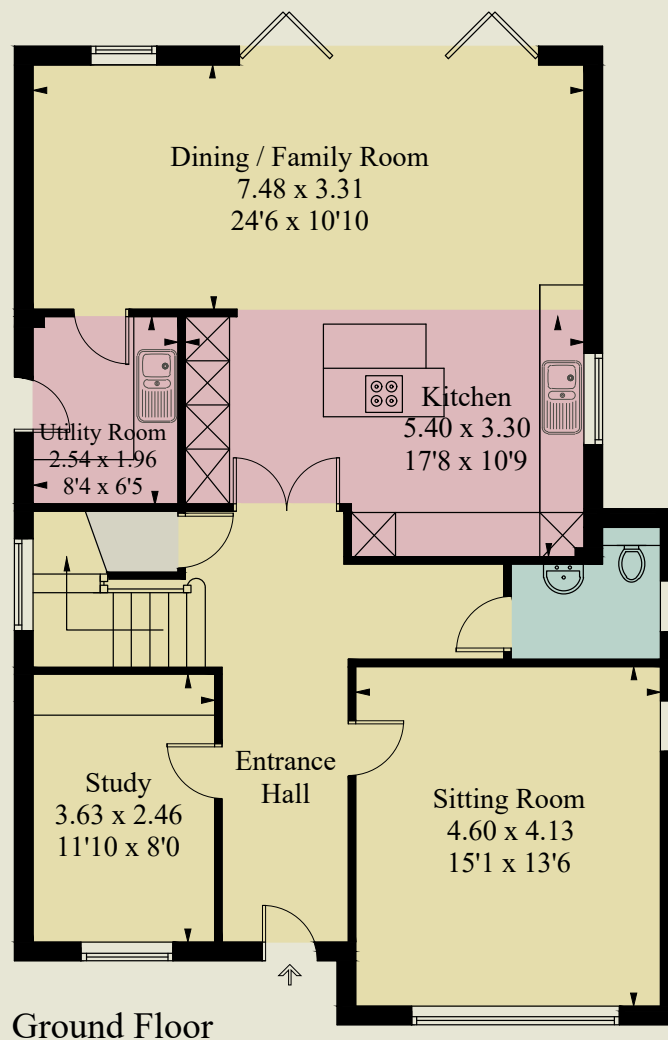 Dining / Family Room
7.48 x 3.31
24'6 x 10'10
Kitchen
5.40 x 3.30
17'8 x 10'9
Utility Room
2.54 x 1.96
8'4 x 6'5
Entrance
Hall
Study
3.63 x 2.46
11'10 x 8'0
Sitting Room
4.60 x 4.13
15'1 x 13'6
Ground Floor